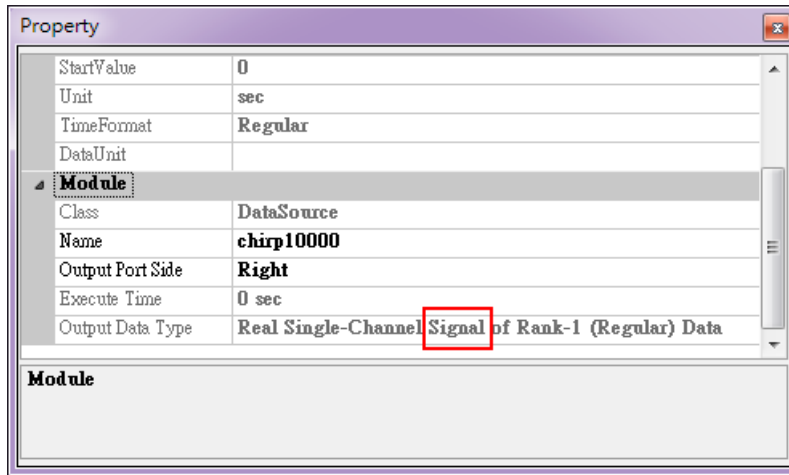 Property
StartValue 0
Unit sec
TimeFormat Regular
DataUnit
Module
Class DataSource
Name chirp10000
Output Port Side Right
Execute Time 0 sec
Output Data Type Real Single-Channel Signal of Rank-1 (Regular) Data
Module